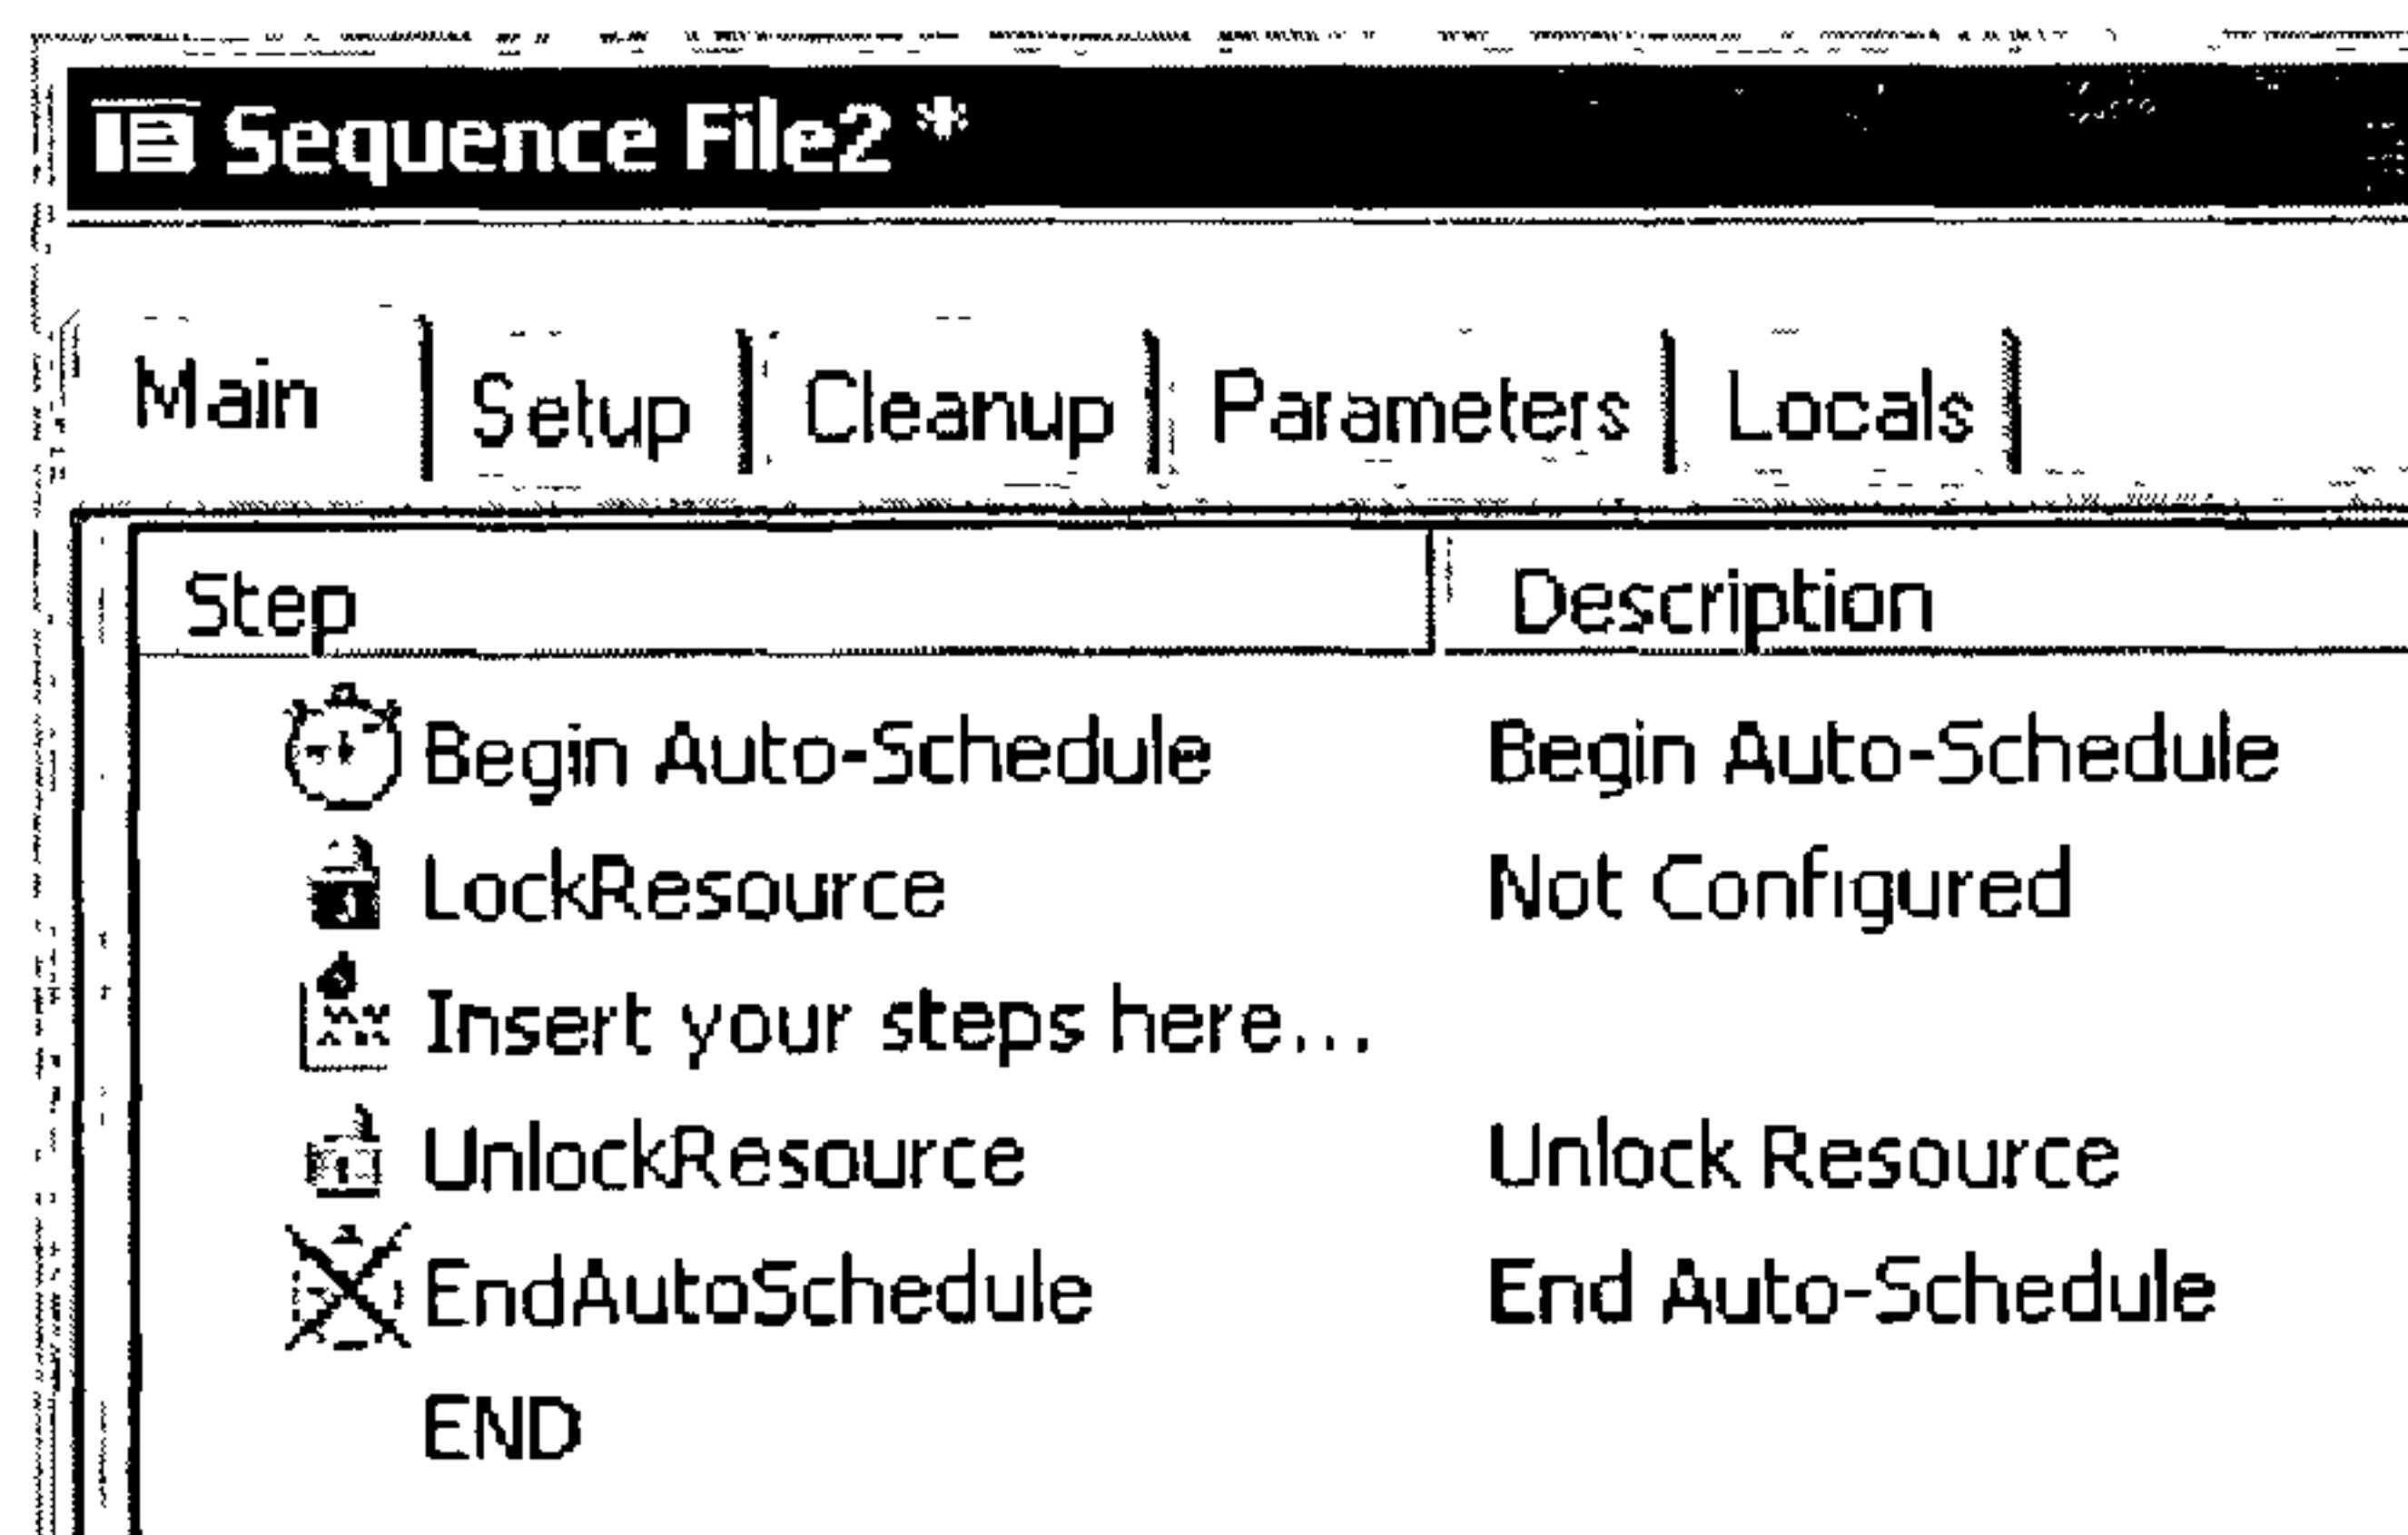 Sequence File2 *
Main Setup Cleanup Parameters Locals
Step Description
Begin Auto-Schedule Begin Auto-Schedule
LockResource Not Configured
Insert your steps here...
UnlockResource Unlock Resource
EndAutoSchedule End Auto-Schedule
END